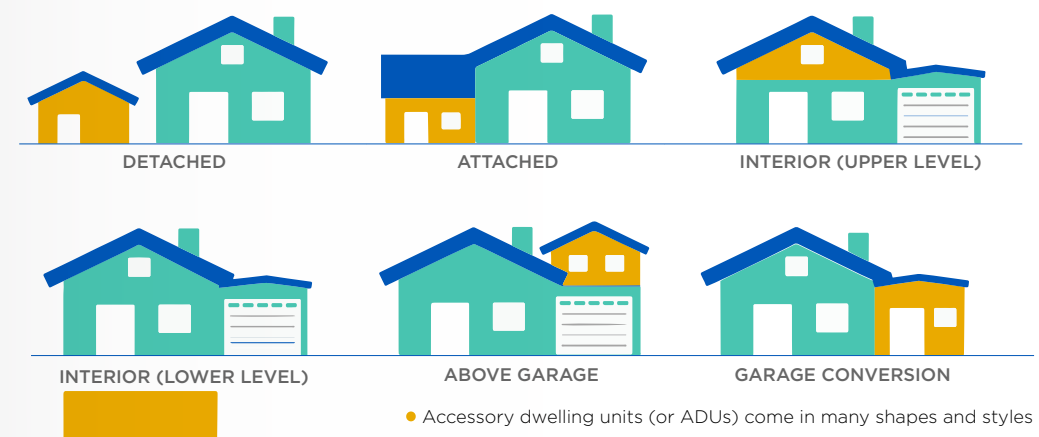 DETACHED
ATTACHED
INTERIOR (UPPER LEVEL)
INTERIOR (LOWER LEVEL)
ABOVE GARAGE
GARAGE CONVERSION
Accessory dwelling units (or ADUs) come in many shapes and styles